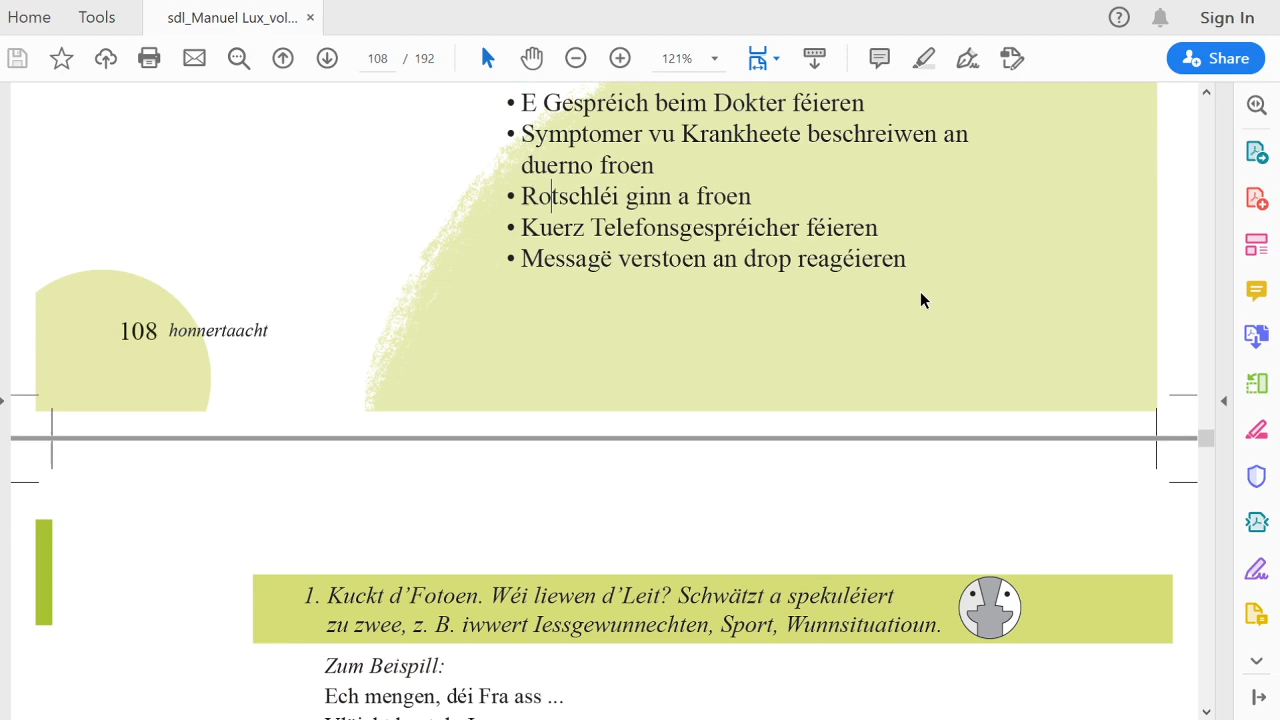 Home Tools sdl_Manuel Lux_vol... × Sign In
108 / 192 121% Share
• E Gespréich beim Dokter féieren
• Symptomer vu Krankheete beschreiwen an
duerno froen
• Rotschléi ginn a froen
• Kuerz Telefonsgespréicher féieren
• Messagë verstoen an drop reagéieren
108 honnertaacht
1. Kuckt d’Fotoen. Wéi liewen d’Leit? Schwätzt a spekuléiert
zu zwee, z. B. iwwert Iessgewunnechten, Sport, Wunnsituatioun.
Zum Beispill:
Ech mengen, déi Fra ass ...